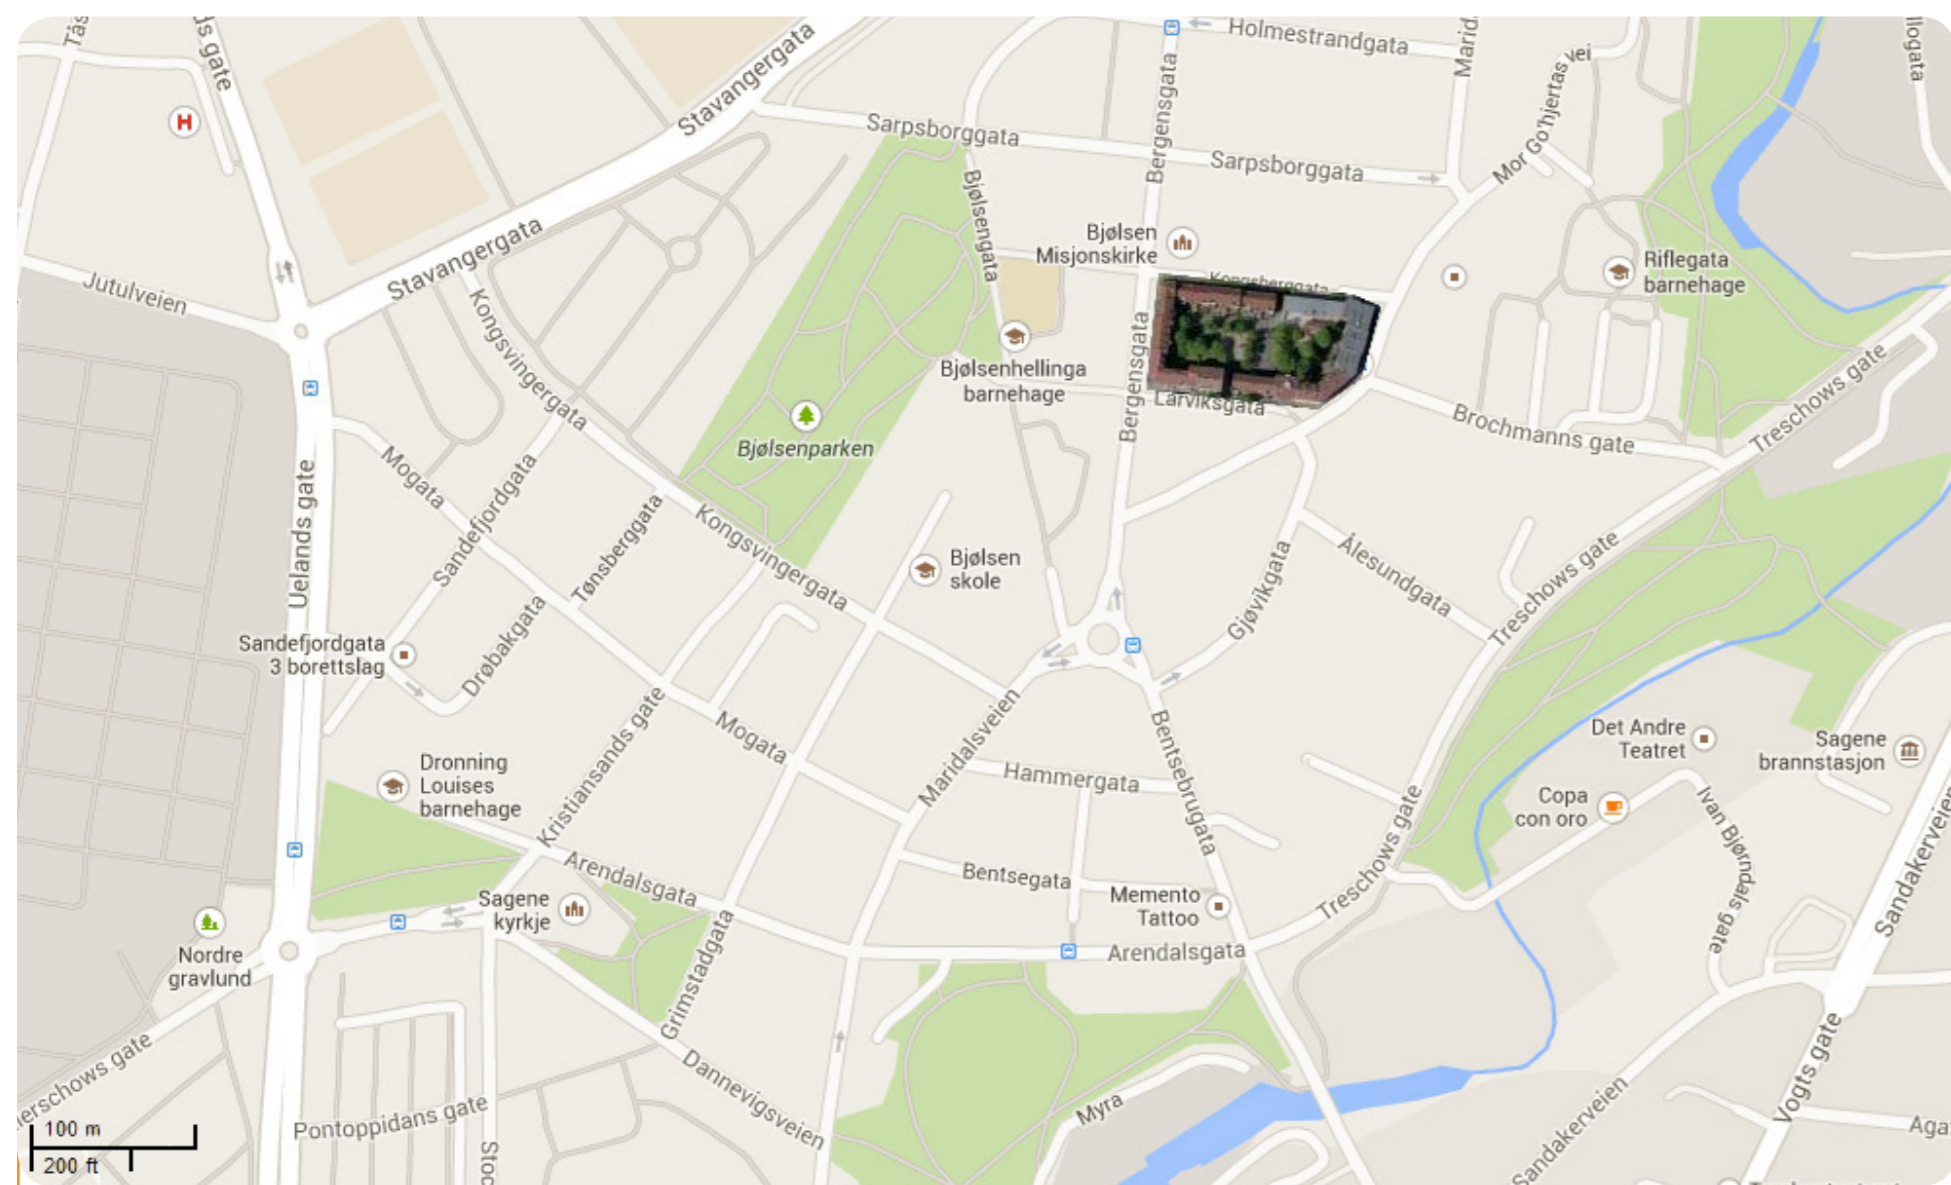 Holmestrandgata
Stavangergata
Sarpsborggata
Sarpsborggata
Bergensgata
Mor Go'hjertas vei
Bjølsengata
Bjølsen
Misjonskirke
Riflegata
barnehage
Stavangergata
Jutulveien
Kongsberggata
Kongsvingergata
Bergensgata
Bjølsenhellinga
barnehage
Larviksgata
Brochmanns gate
Treschows gate
Bjølsenparken
Mogata
Sandefjordgata
Uelands gate
Tønsberggata
Kongsvingergata
Bjølsen
skole
Ålesundgata
Gjøvikgata
Treschows gate
Sandefjordgata
3 borettslag
Drøbakgata
Mogata
Kristiansands gate
Maridalsveien
Bentsebrugata
Det Andre
Teatret
Sagene
brannstasjon
Dronning
Louises
barnehage
Hammergata
Copa
con oro
Ivan Bjørndals gate
Treschows gate
Sandakerveien
Arendalsgata
Bentsegata
Memento
Tattoo
Sagene
kyrkje
Nordre
gravlund
Grimstadgata
Arendalsgata
Dannevigsveien
Pontoppidans gate
Myra
Vogts gate
Sandakerveien
100 m
200 ft